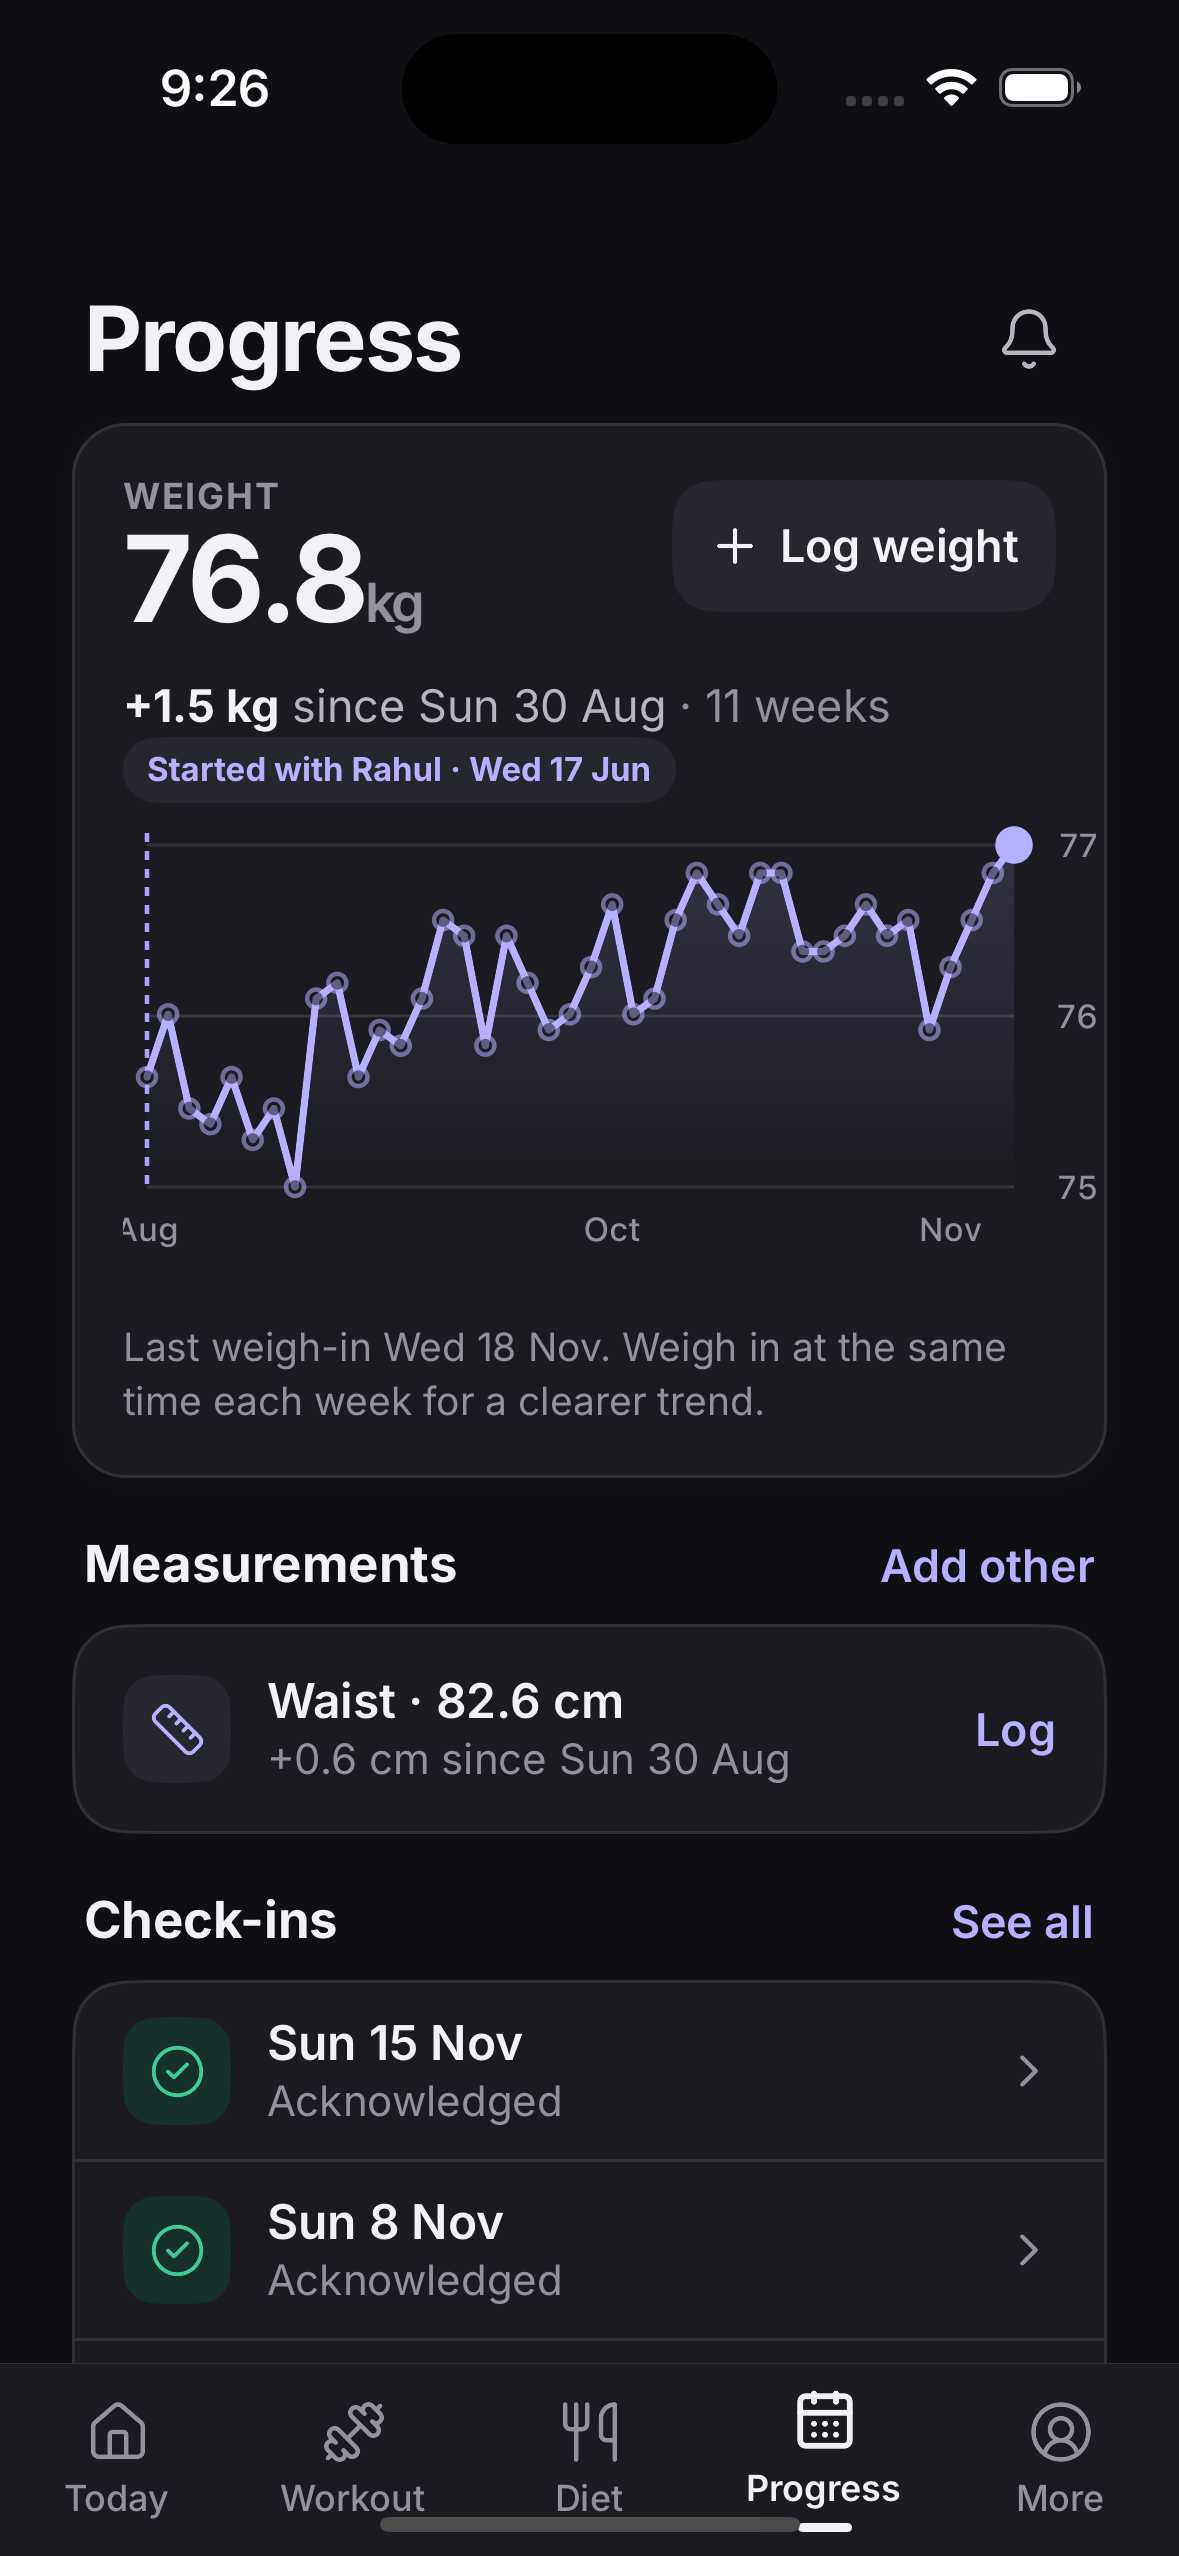 9:26
Progress
WEIGHT
76.8kg
+ Log weight
+1.5 kg since Sun 30 Aug · 11 weeks
Started with Rahul · Wed 17 Jun
77
76
75
Aug Oct Nov
Last weigh-in Wed 18 Nov. Weigh in at the same
time each week for a clearer trend.
Measurements
Add other
Waist · 82.6 cm
+0.6 cm since Sun 30 Aug
Log
Check-ins
See all
Sun 15 Nov
Acknowledged
Sun 8 Nov
Acknowledged
Today
Workout
Diet
Progress
More